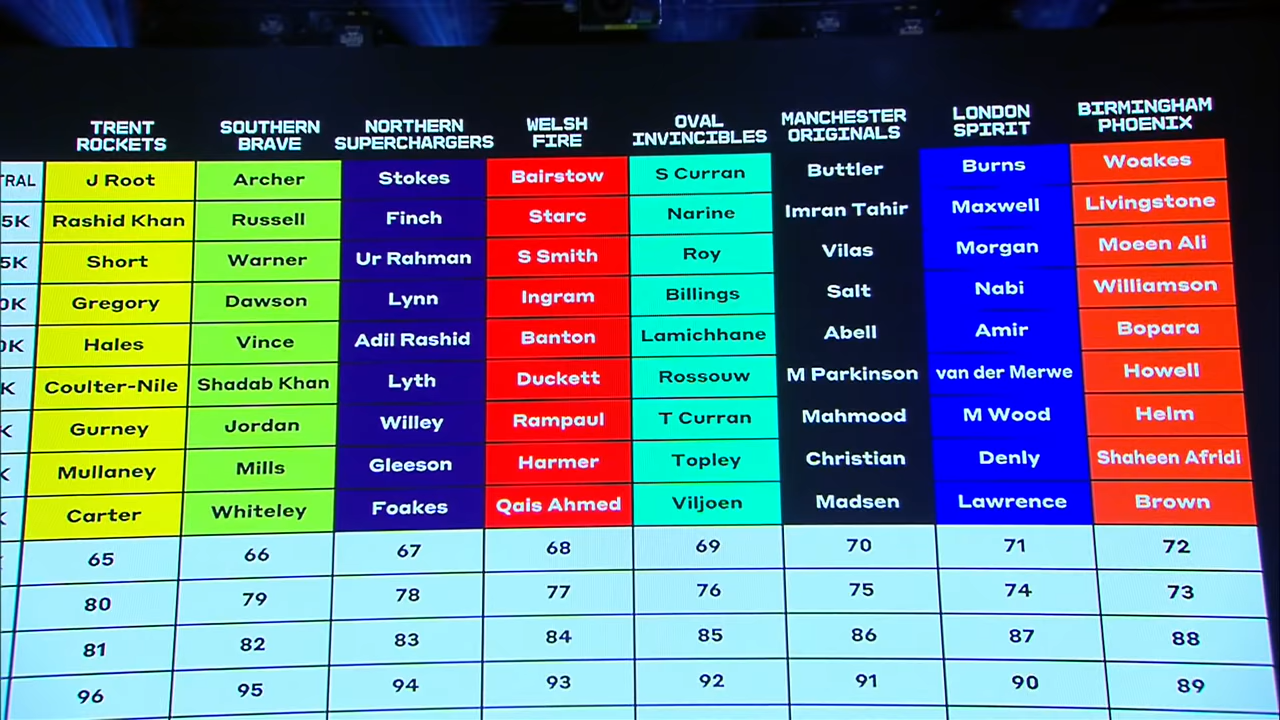 TRENT ROCKETS SOUTHERN BRAVE NORTHERN SUPERCHARGERS WELSH FIRE OVAL INVINCIBLES MANCHESTER ORIGINALS LONDON SPIRIT BIRMINGHAM PHOENIX
TRAL J Root Archer Stokes Bairstow S Curran Buttler Burns Woakes
5K Rashid Khan Russell Finch Starc Narine Imran Tahir Maxwell Livingstone
5K Short Warner Ur Rahman S Smith Roy Vilas Morgan Moeen Ali
0K Gregory Dawson Lynn Ingram Billings Salt Nabi Williamson
0K Hales Vince Adil Rashid Banton Lamichhane Abell Amir Bopara
K Coulter-Nile Shadab Khan Lyth Duckett Rossouw M Parkinson van der Merwe Howell
K Gurney Jordan Willey Rampaul T Curran Mahmood M Wood Helm
K Mullaney Mills Gleeson Harmer Topley Christian Denly Shaheen Afridi
K Carter Whiteley Foakes Qais Ahmed Viljoen Madsen Lawrence Brown
65 66 67 68 69 70 71 72
80 79 78 77 76 75 74 73
81 82 83 84 85 86 87 88
96 95 94 93 92 91 90 89